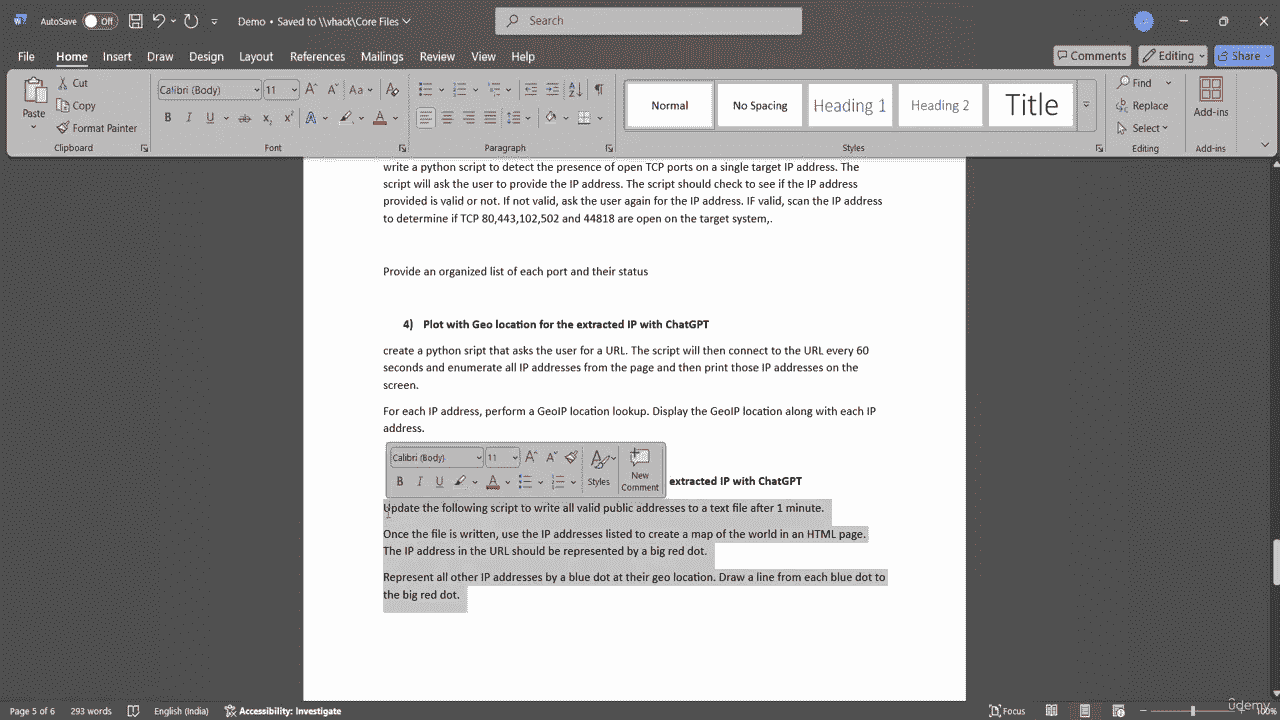 AutoSave Off Demo • Saved to \\vhack\Core Files Search
File Home Insert Draw Design Layout References Mailings Review View Help Comments Editing Share
Paste Cut Copy Format Painter Clipboard
Calibri (Body) 11 Aa B I U ab x₂ x² A A Font
Paragraph
Normal No Spacing Heading 1 Heading 2 Title Styles
Find Select Editing
Add-ins Add-ins
write a python script to detect the presence of open TCP ports on a single target IP address. The
script will ask the user to provide the IP address. The script should check to see if the IP address
provided is valid or not. If not valid, ask the user again for the IP address. IF valid, scan the IP address
to determine if TCP 80,443,102,502 and 44818 are open on the target system,.
Provide an organized list of each port and their status
4) Plot with Geo location for the extracted IP with ChatGPT
create a python sript that asks the user for a URL. The script will then connect to the URL every 60
seconds and enumerate all IP addresses from the page and then print those IP addresses on the
screen.
For each IP address, perform a GeoIP location lookup. Display the GeoIP location along with each IP
address.
Calibri (Body) 11
B I U A Styles New Comment
extracted IP with ChatGPT
Update the following script to write all valid public addresses to a text file after 1 minute.
Once the file is written, use the IP addresses listed to create a map of the world in an HTML page.
The IP address in the URL should be represented by a big red dot.
Represent all other IP addresses by a blue dot at their geo location. Draw a line from each blue dot to
the big red dot.
Page 5 of 6 293 words English (India) Accessibility: Investigate Focus 100%
udemy